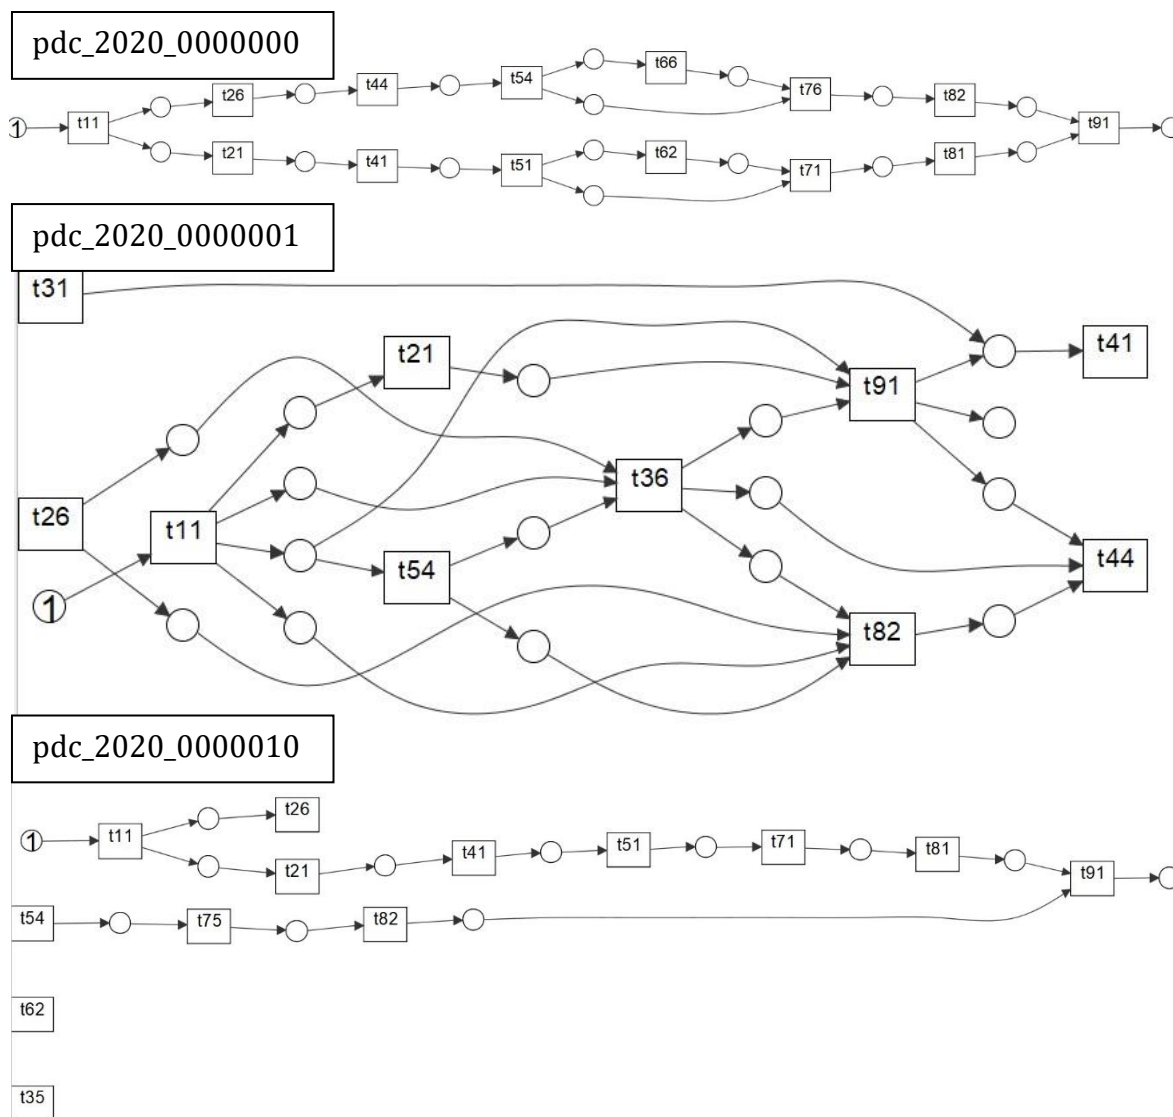 pdc_2020_0000000
t66
t54
t44
t26
t76
t82
1
t11
t91
t21
t41
t51
t62
t71
t81
pdc_2020_0000001
t31
t21
t41
t91
t36
t26
t11
t54
t44
1
t82
pdc_2020_0000010
t26
1
t11
t21
t41
t51
t71
t81
t91
t54
t75
t82
t62
t35